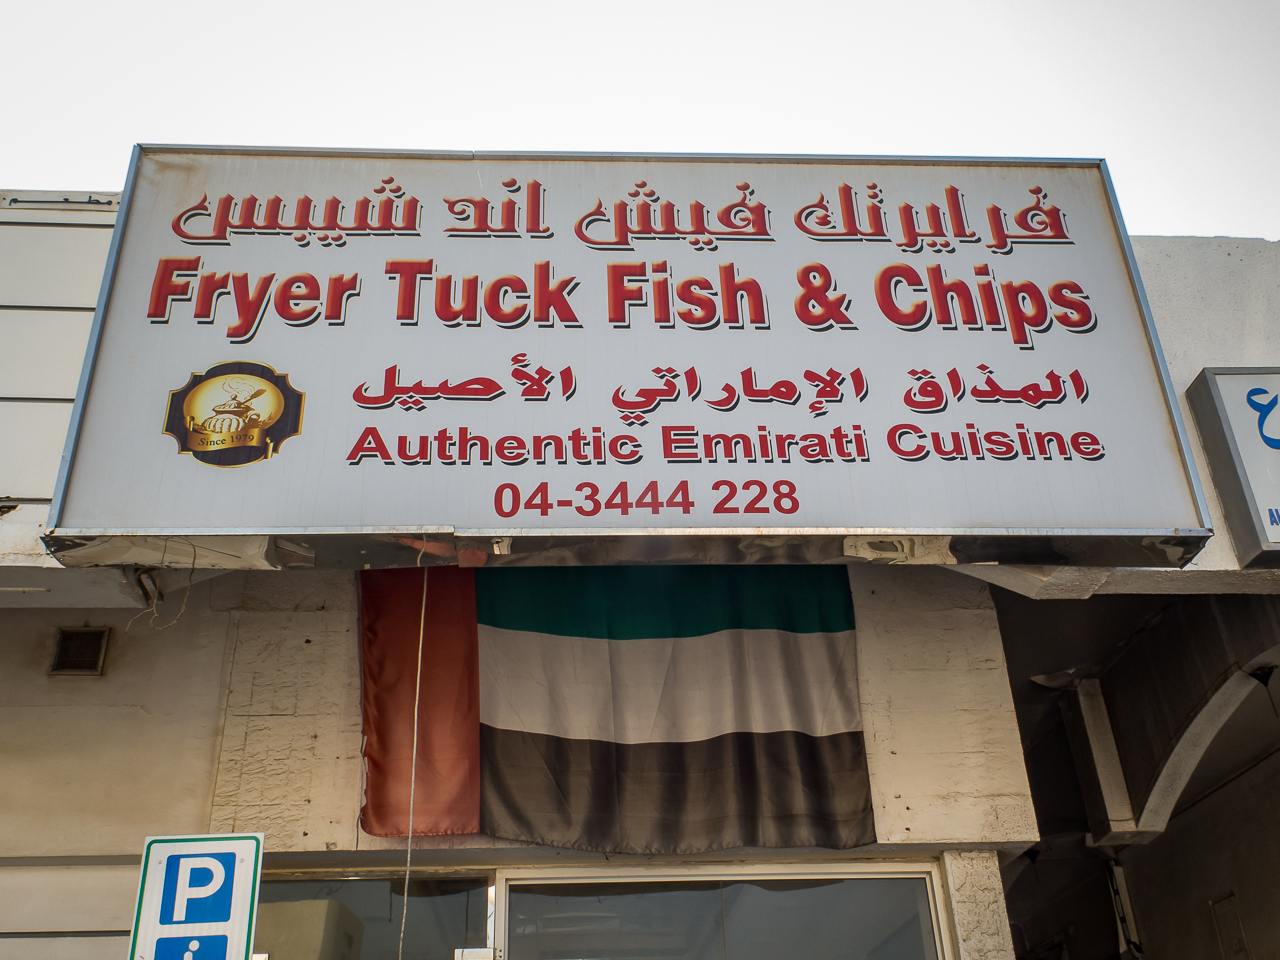 فرايرتك فيش اند شيبس
Fryer Tuck Fish & Chips
المذاق الإماراتي الأصيل
Authentic Emirati Cuisine
Since 1979
04-3444 228
P
i
ع